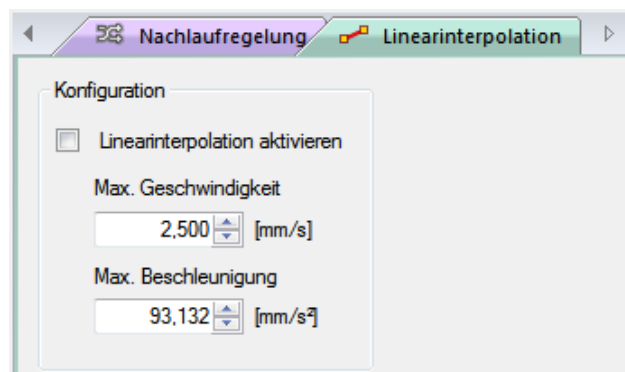 Nachlaufregelung
Linearinterpolation
Konfiguration
Linearinterpolation aktivieren
Max. Geschwindigkeit
2,500 [mm/s]
Max. Beschleunigung
93,132 [mm/s²]